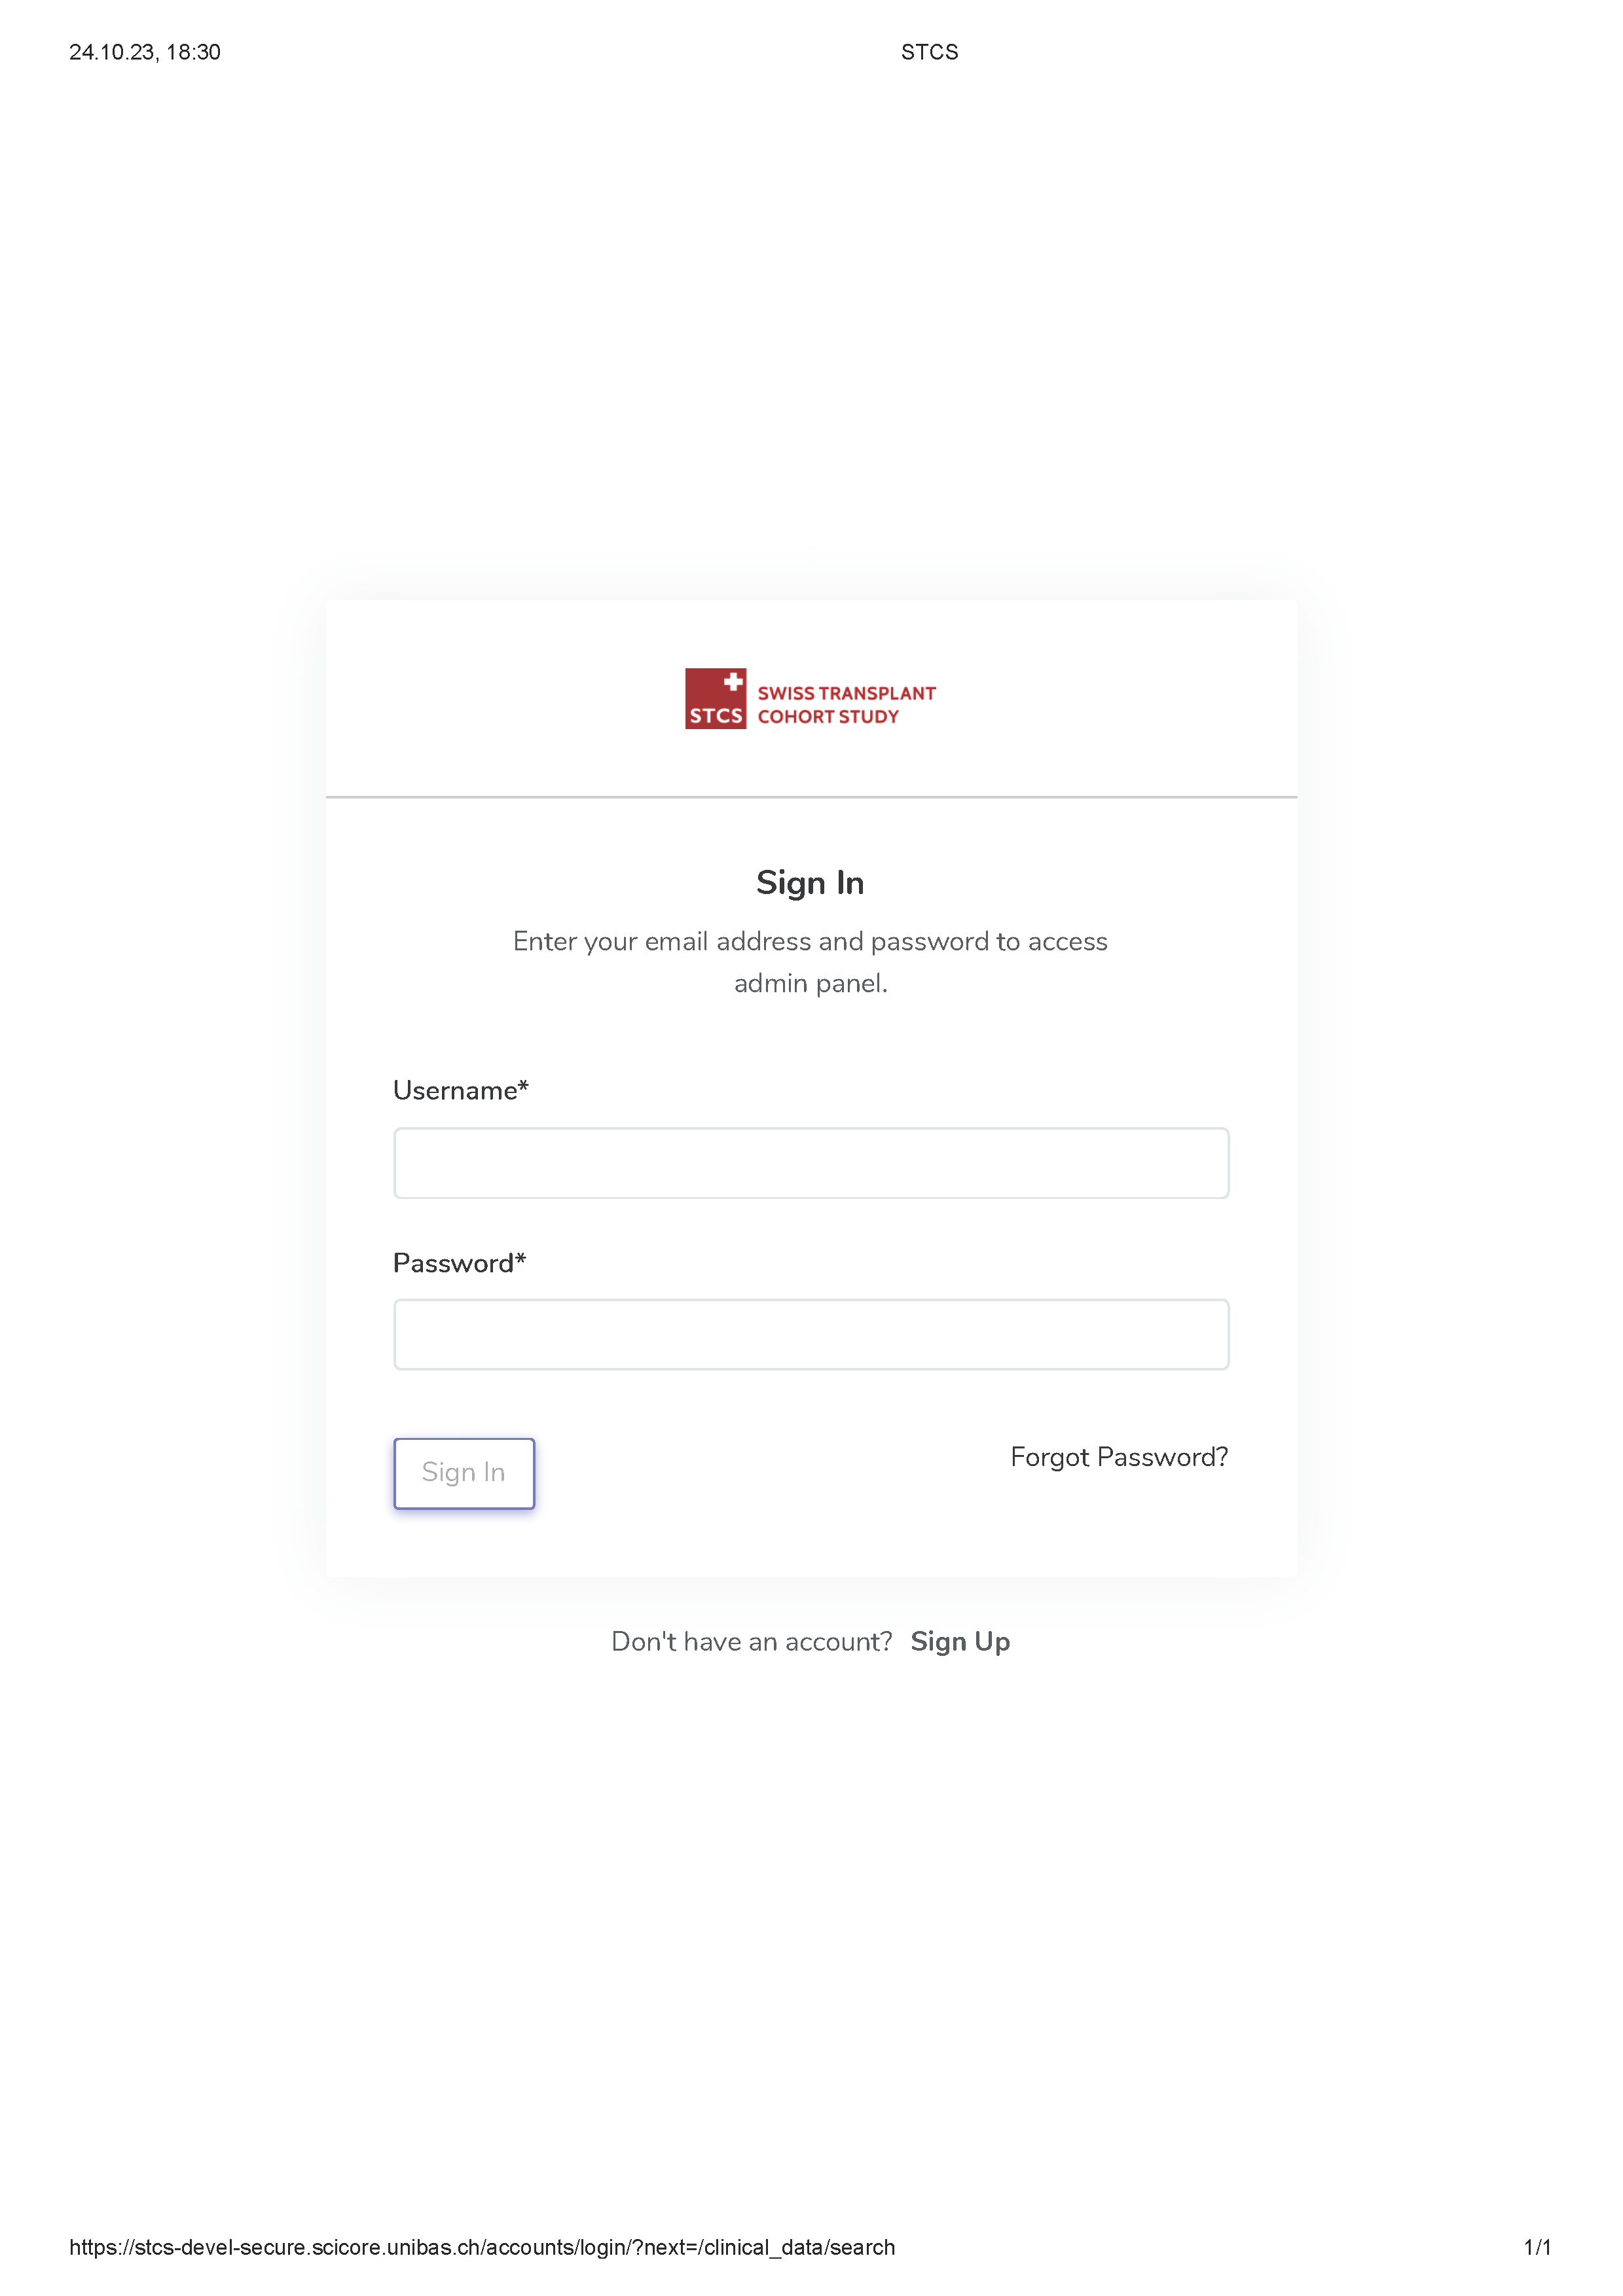 24.10.23, 18:30 STCS
STCS
SWISS TRANSPLANT
COHORT STUDY
Sign In
Enter your email address and password to access
admin panel.
Username*
Password*
Sign In
Forgot Password?
Don't have an account? Sign Up
https://stcs-devel-secure.scicore.unibas.ch/accounts/login/?next=/clinical_data/search 1/1